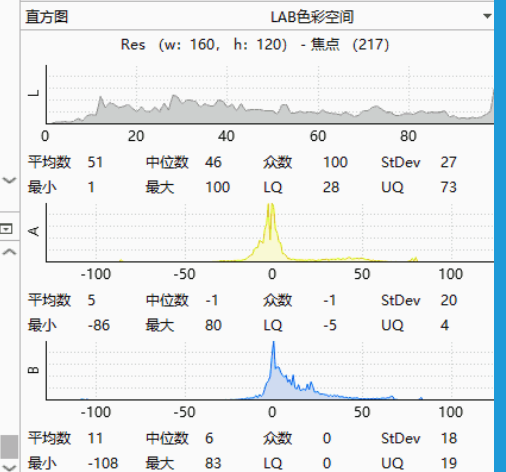 直方图 LAB色彩空间
Res （w: 160, h: 120） - 焦点 （217）
L
0 20 40 60 80
平均数 51 中位数 46 众数 100 StDev 27
最小 1 最大 100 LQ 28 UQ 73
A
-100 -50 0 50 100
平均数 5 中位数 -1 众数 -1 StDev 20
最小 -86 最大 80 LQ -5 UQ 4
B
-100 -50 0 50 100
平均数 11 中位数 6 众数 0 StDev 18
最小 -108 最大 83 LQ 0 UQ 19